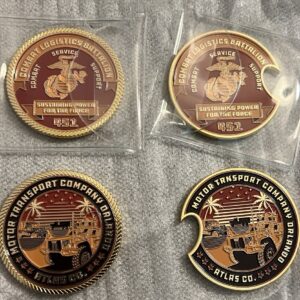 COMBAT LOGISTICS BATTALION
COMBAT SERVICE SUPPORT
SUSTAINING POWER
FOR THE FORCE
451
COMBAT LOGISTICS BATTALION
COMBAT SERVICE SUPPORT
SUSTAINING POWER
FOR THE FORCE
451
MOTOR TRANSPORT COMPANY ORLANDO
ATLAS CO.
MOTOR TRANSPORT COMPANY ORLANDO
ATLAS CO.